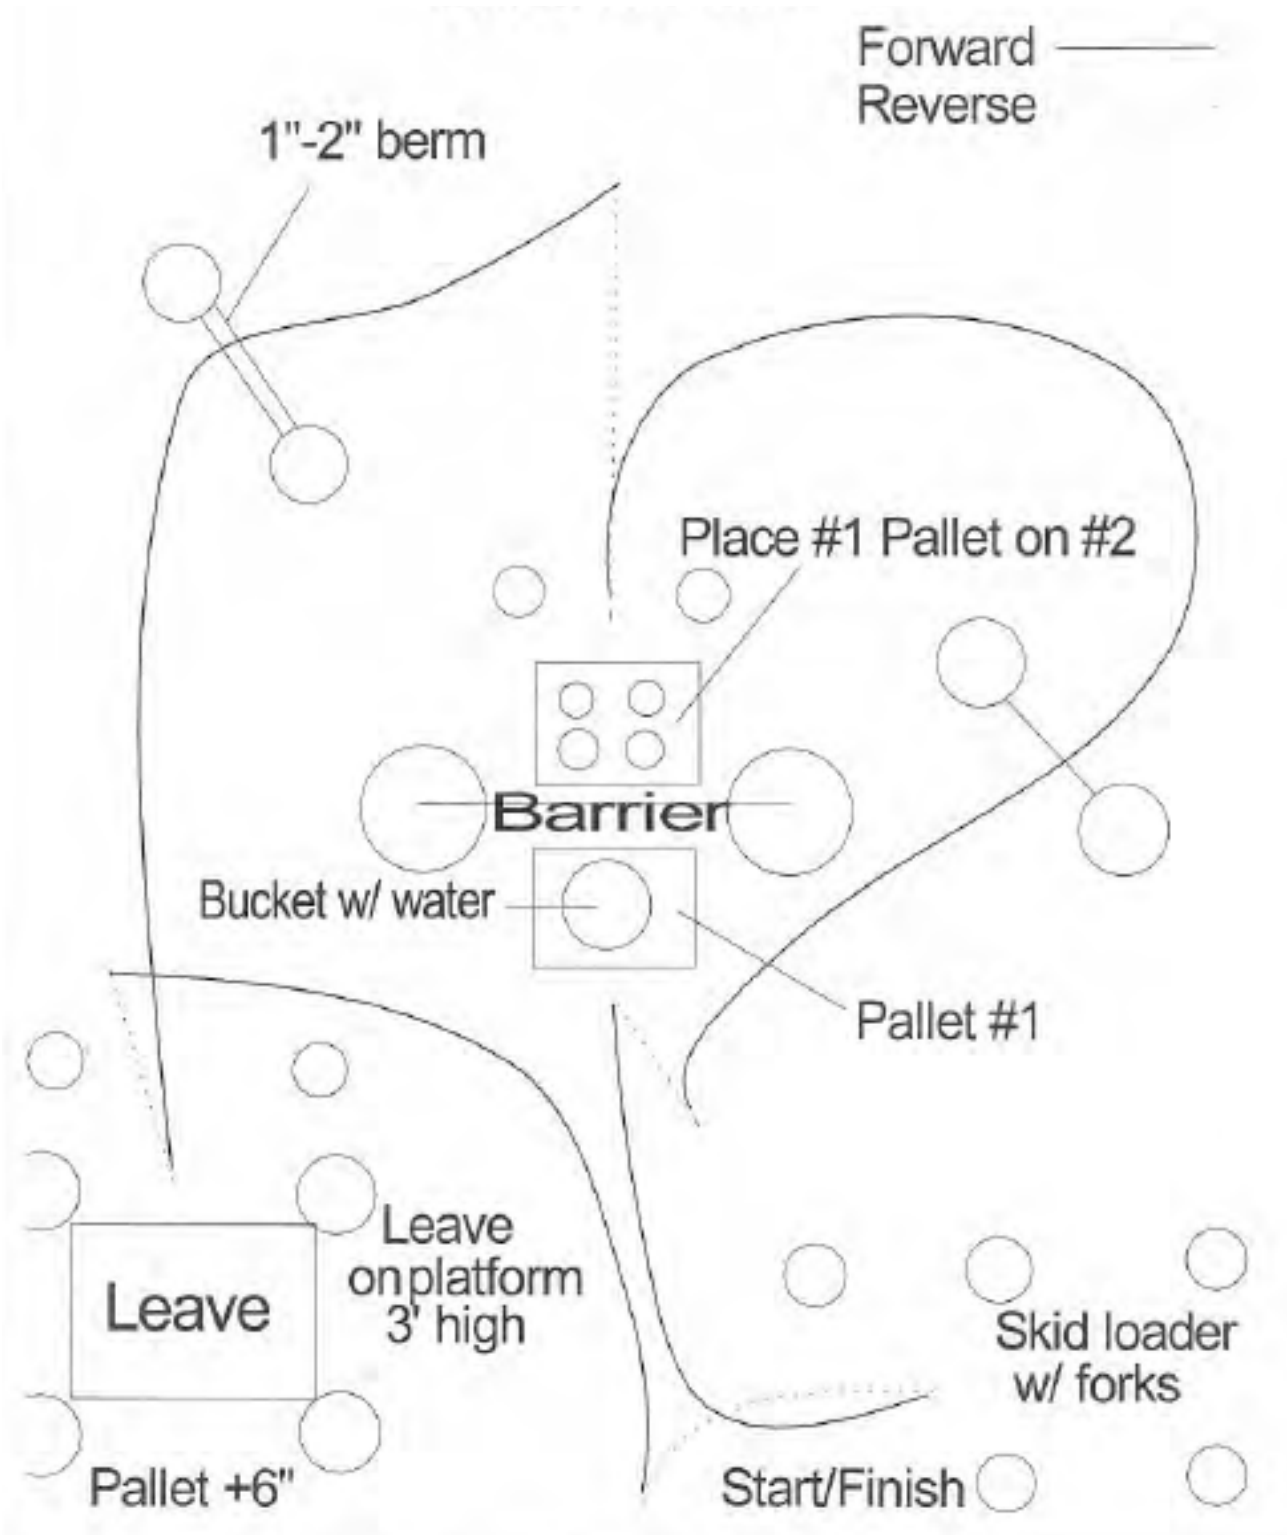 Forward
Reverse
1"-2" berm
Place #1 Pallet on #2
Barrier
Bucket w/ water
Pallet #1
Leave
on platform
3' high
Leave
Skid loader
w/ forks
Pallet +6"
Start/Finish